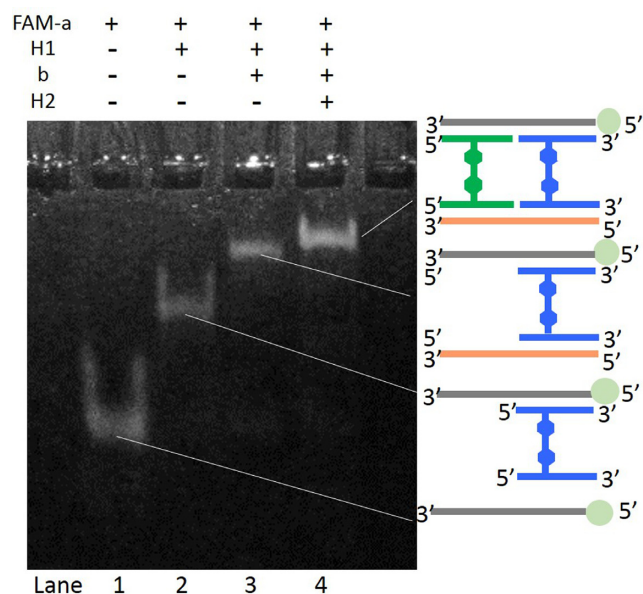 FAM-a + + + +
H1 - + + +
b - - + +
H2 - - - +
3’ 5’
5’ 3’
5’ 3’
3’ 5’
3’ 5’
5’ 3’
5’ 3’
3’ 5’
3’ 5’
5’ 3’
5’ 3’
3’ 5’
Lane 1 2 3 4